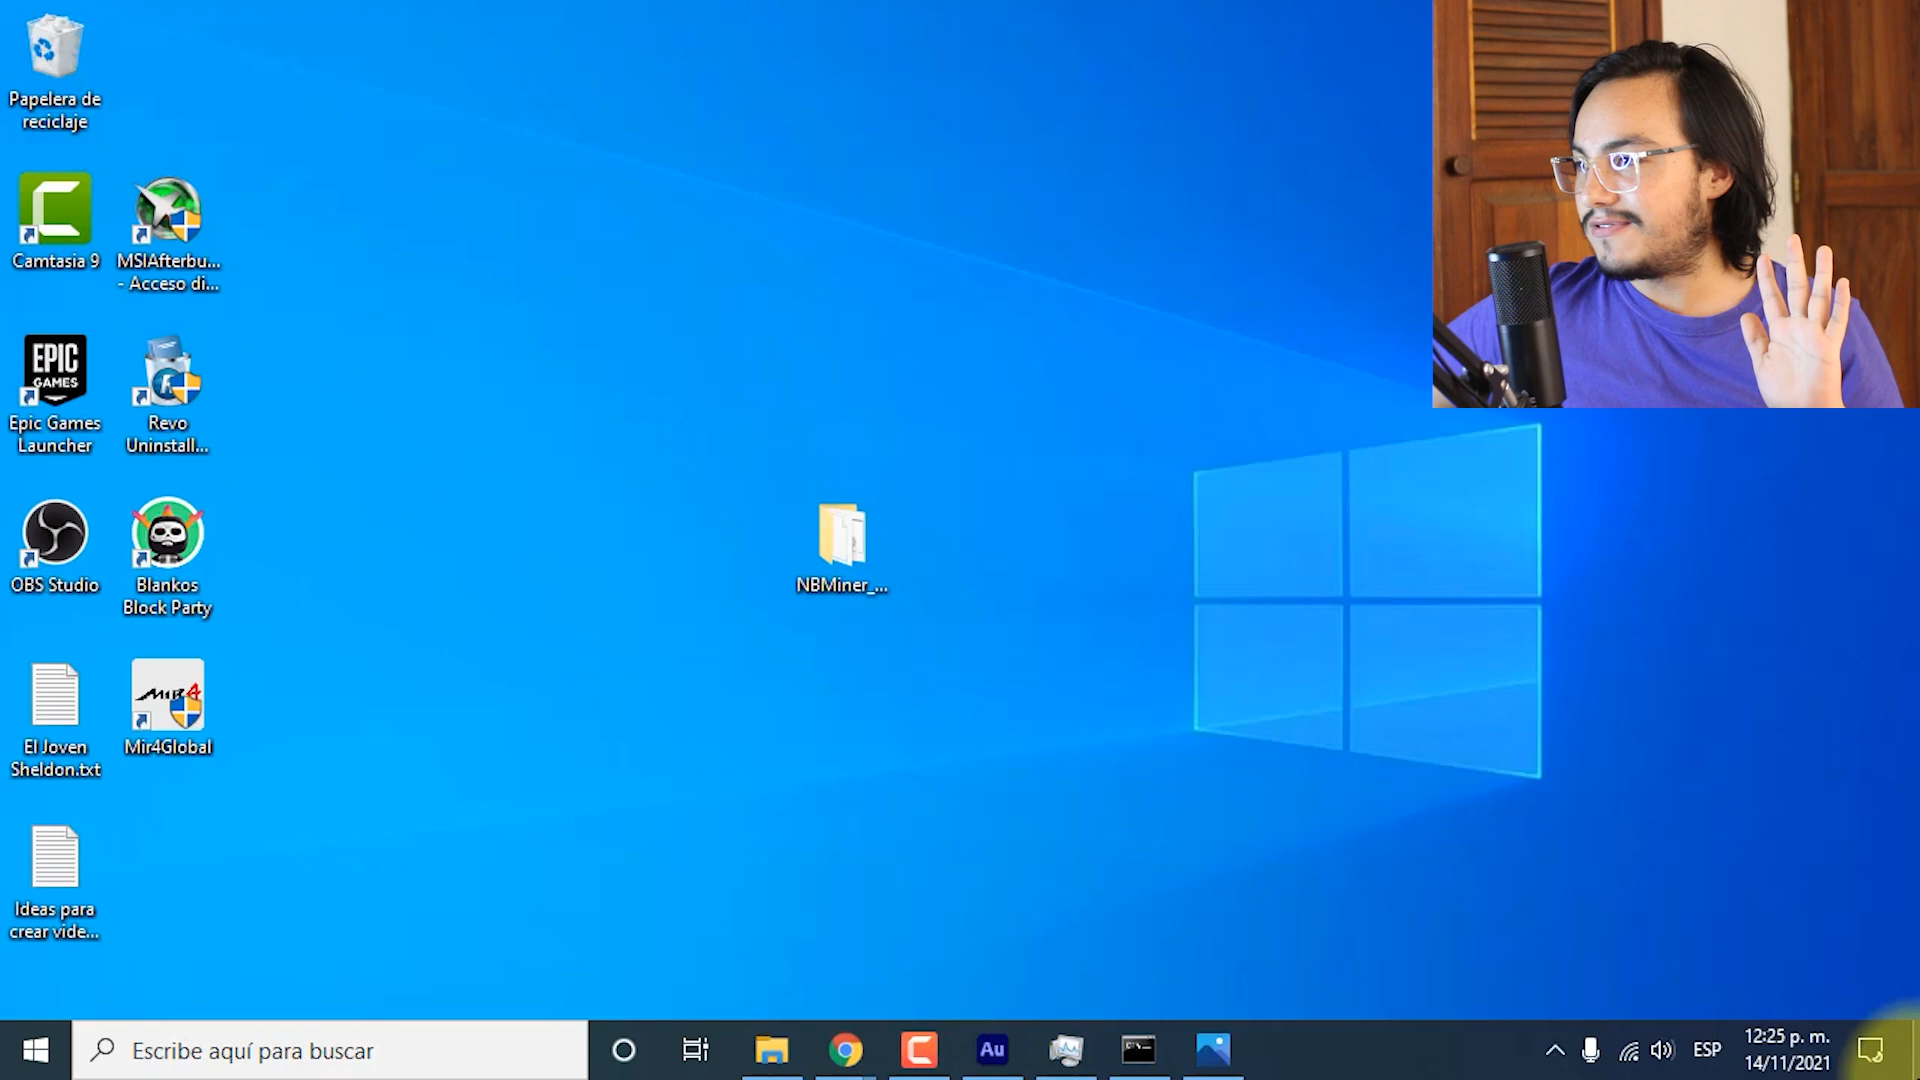 Papelera de
reciclaje
Camtasia 9
MSIAfterbu...
- Acceso di...
EPIC
GAMES
Epic Games
Launcher
Revo
Uninstall...
OBS Studio
Blankos
Block Party
NBMiner_...
El Joven
Sheldon.txt
MIR4
Mir4Global
Ideas para
crear vide...
Escribe aquí para buscar
Au
C:\_
ESP
12:25 p. m.
14/11/2021